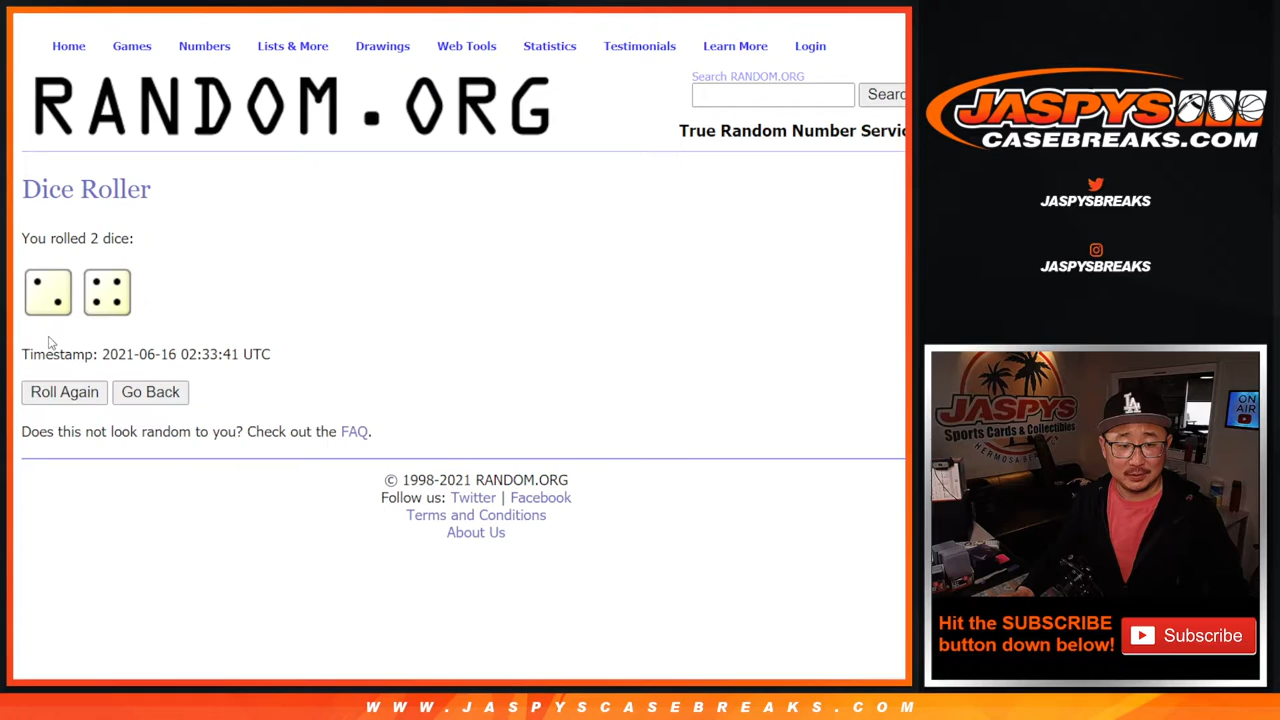 Home Games Numbers Lists & More Drawings Web Tools Statistics Testimonials Learn More Login
RANDOM.ORG
Search RANDOM.ORG
Searc
True Random Number Servic
Dice Roller
You rolled 2 dice:
Timestamp: 2021-06-16 02:33:41 UTC
Roll Again Go Back
Does this not look random to you? Check out the FAQ.
© 1998-2021 RANDOM.ORG
Follow us: Twitter | Facebook
Terms and Conditions
About Us
JASPYS
CASEBREAKS.COM
JASPYSBREAKS
JASPYSBREAKS
JASPYS
Sports Cards & Collectibles
HERMOSA BEACH
LA
ON
AIR
Hit the SUBSCRIBE
button down below!
Subscribe
WWW.JASPYSCASEBREAKS.COM